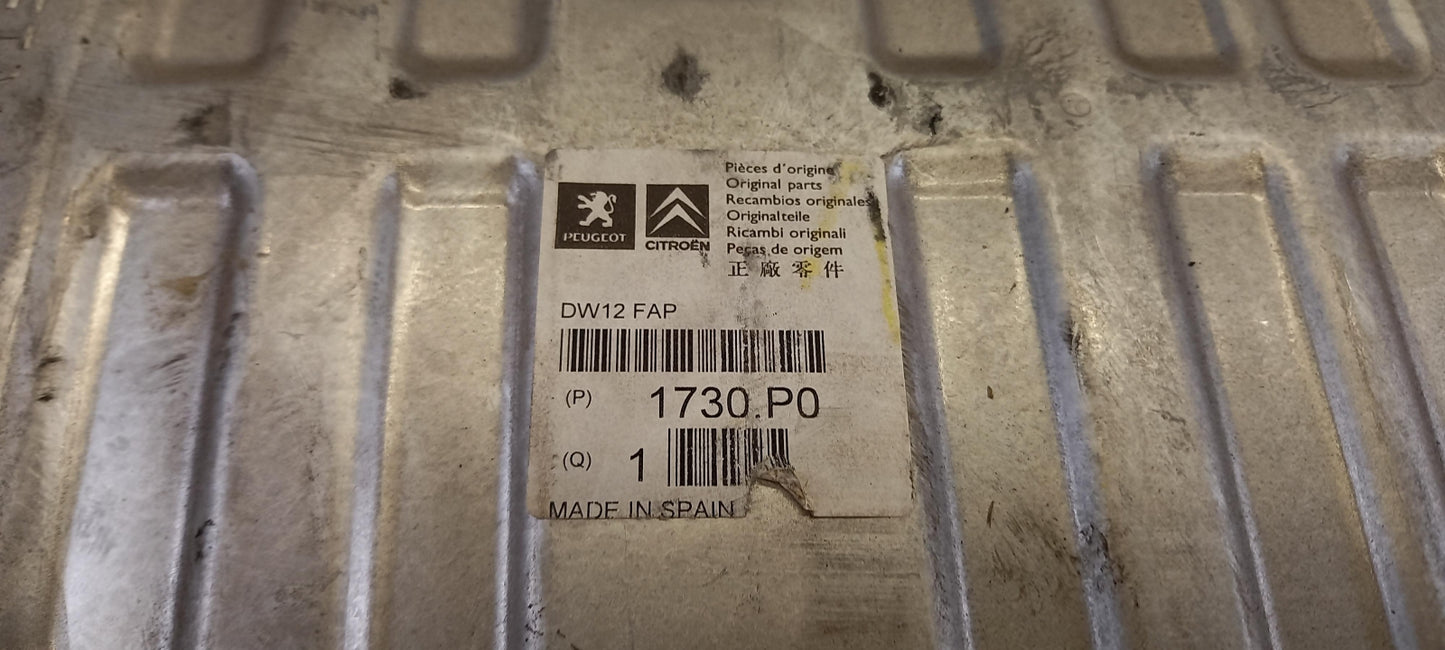 PEUGEOT
CITROËN
Pièces d'origine
Original parts
Recambios originales
Originalteile
Ricambi originali
Peças de origem
正廠零件
DW12 FAP
(P) 1730.P0
(Q) 1
MADE IN SPAIN